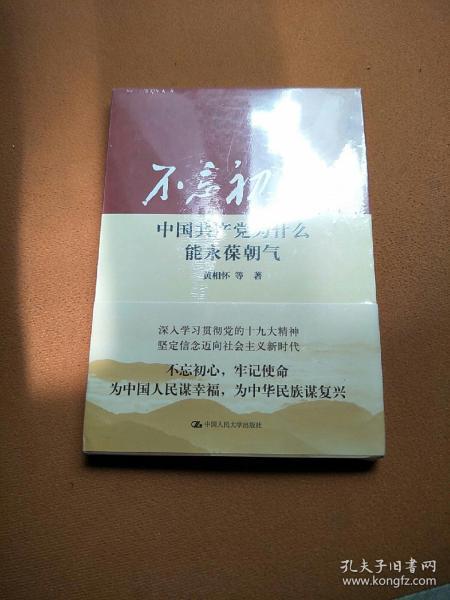 不忘初
中国共产党为什么
能永葆朝气
黄相怀 等 著
深入学习贯彻党的十九大精神
坚定信念迈向社会主义新时代
不忘初心，牢记使命
为中国人民谋幸福，为中华民族谋复兴
中国人民大学出版社
孔夫子旧书网
www.kongfz.com